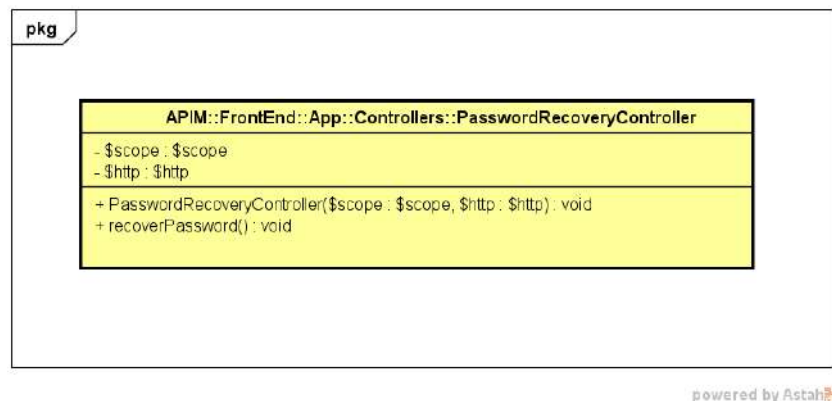 pkg
APIM::FrontEnd::App::Controllers::PasswordRecoveryController
- $scope : $scope
- $http : $http
+ PasswordRecoveryController($scope : $scope, $http : $http) : void
+ recoverPassword() : void
powered by Astah